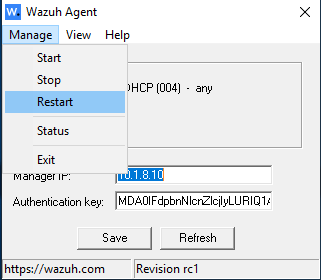 Wazuh Agent
Manage View Help
Start
Stop
Restart
Status
Exit
DHCP (004) - any
Manager IP: 10.1.8.10
Authentication key:
Save Refresh
https://wazuh.com Revision rc1